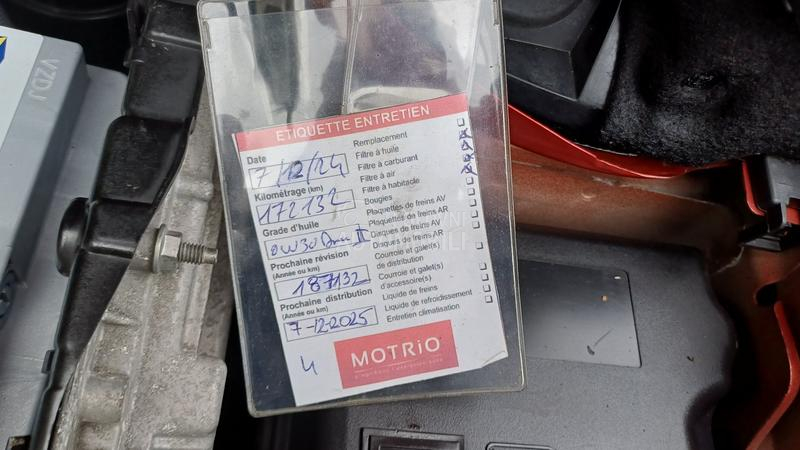 VZDJ
ETIQUETTE ENTRETIEN
Date
7/12/24
Kilométrage (km)
172132
Grade d'huile
0W30
Prochaine révision
(Année ou km)
187132
Prochaine distribution
(Année ou km)
7-12-2025
4
Remplacement
Filtre à huile
Filtre à carburant
Filtre à air
Filtre à habitacle
Bougies
Plaquettes de freins AV
Plaquettes de freins AR
Disques de freins AV
Disques de freins AR
Courroie et galet(s)
de distribution
Courroie et galet(s)
d'accessoire(s)
Liquide de freins
Liquide de refroidissement
Entretien climatisation
MOTRiO